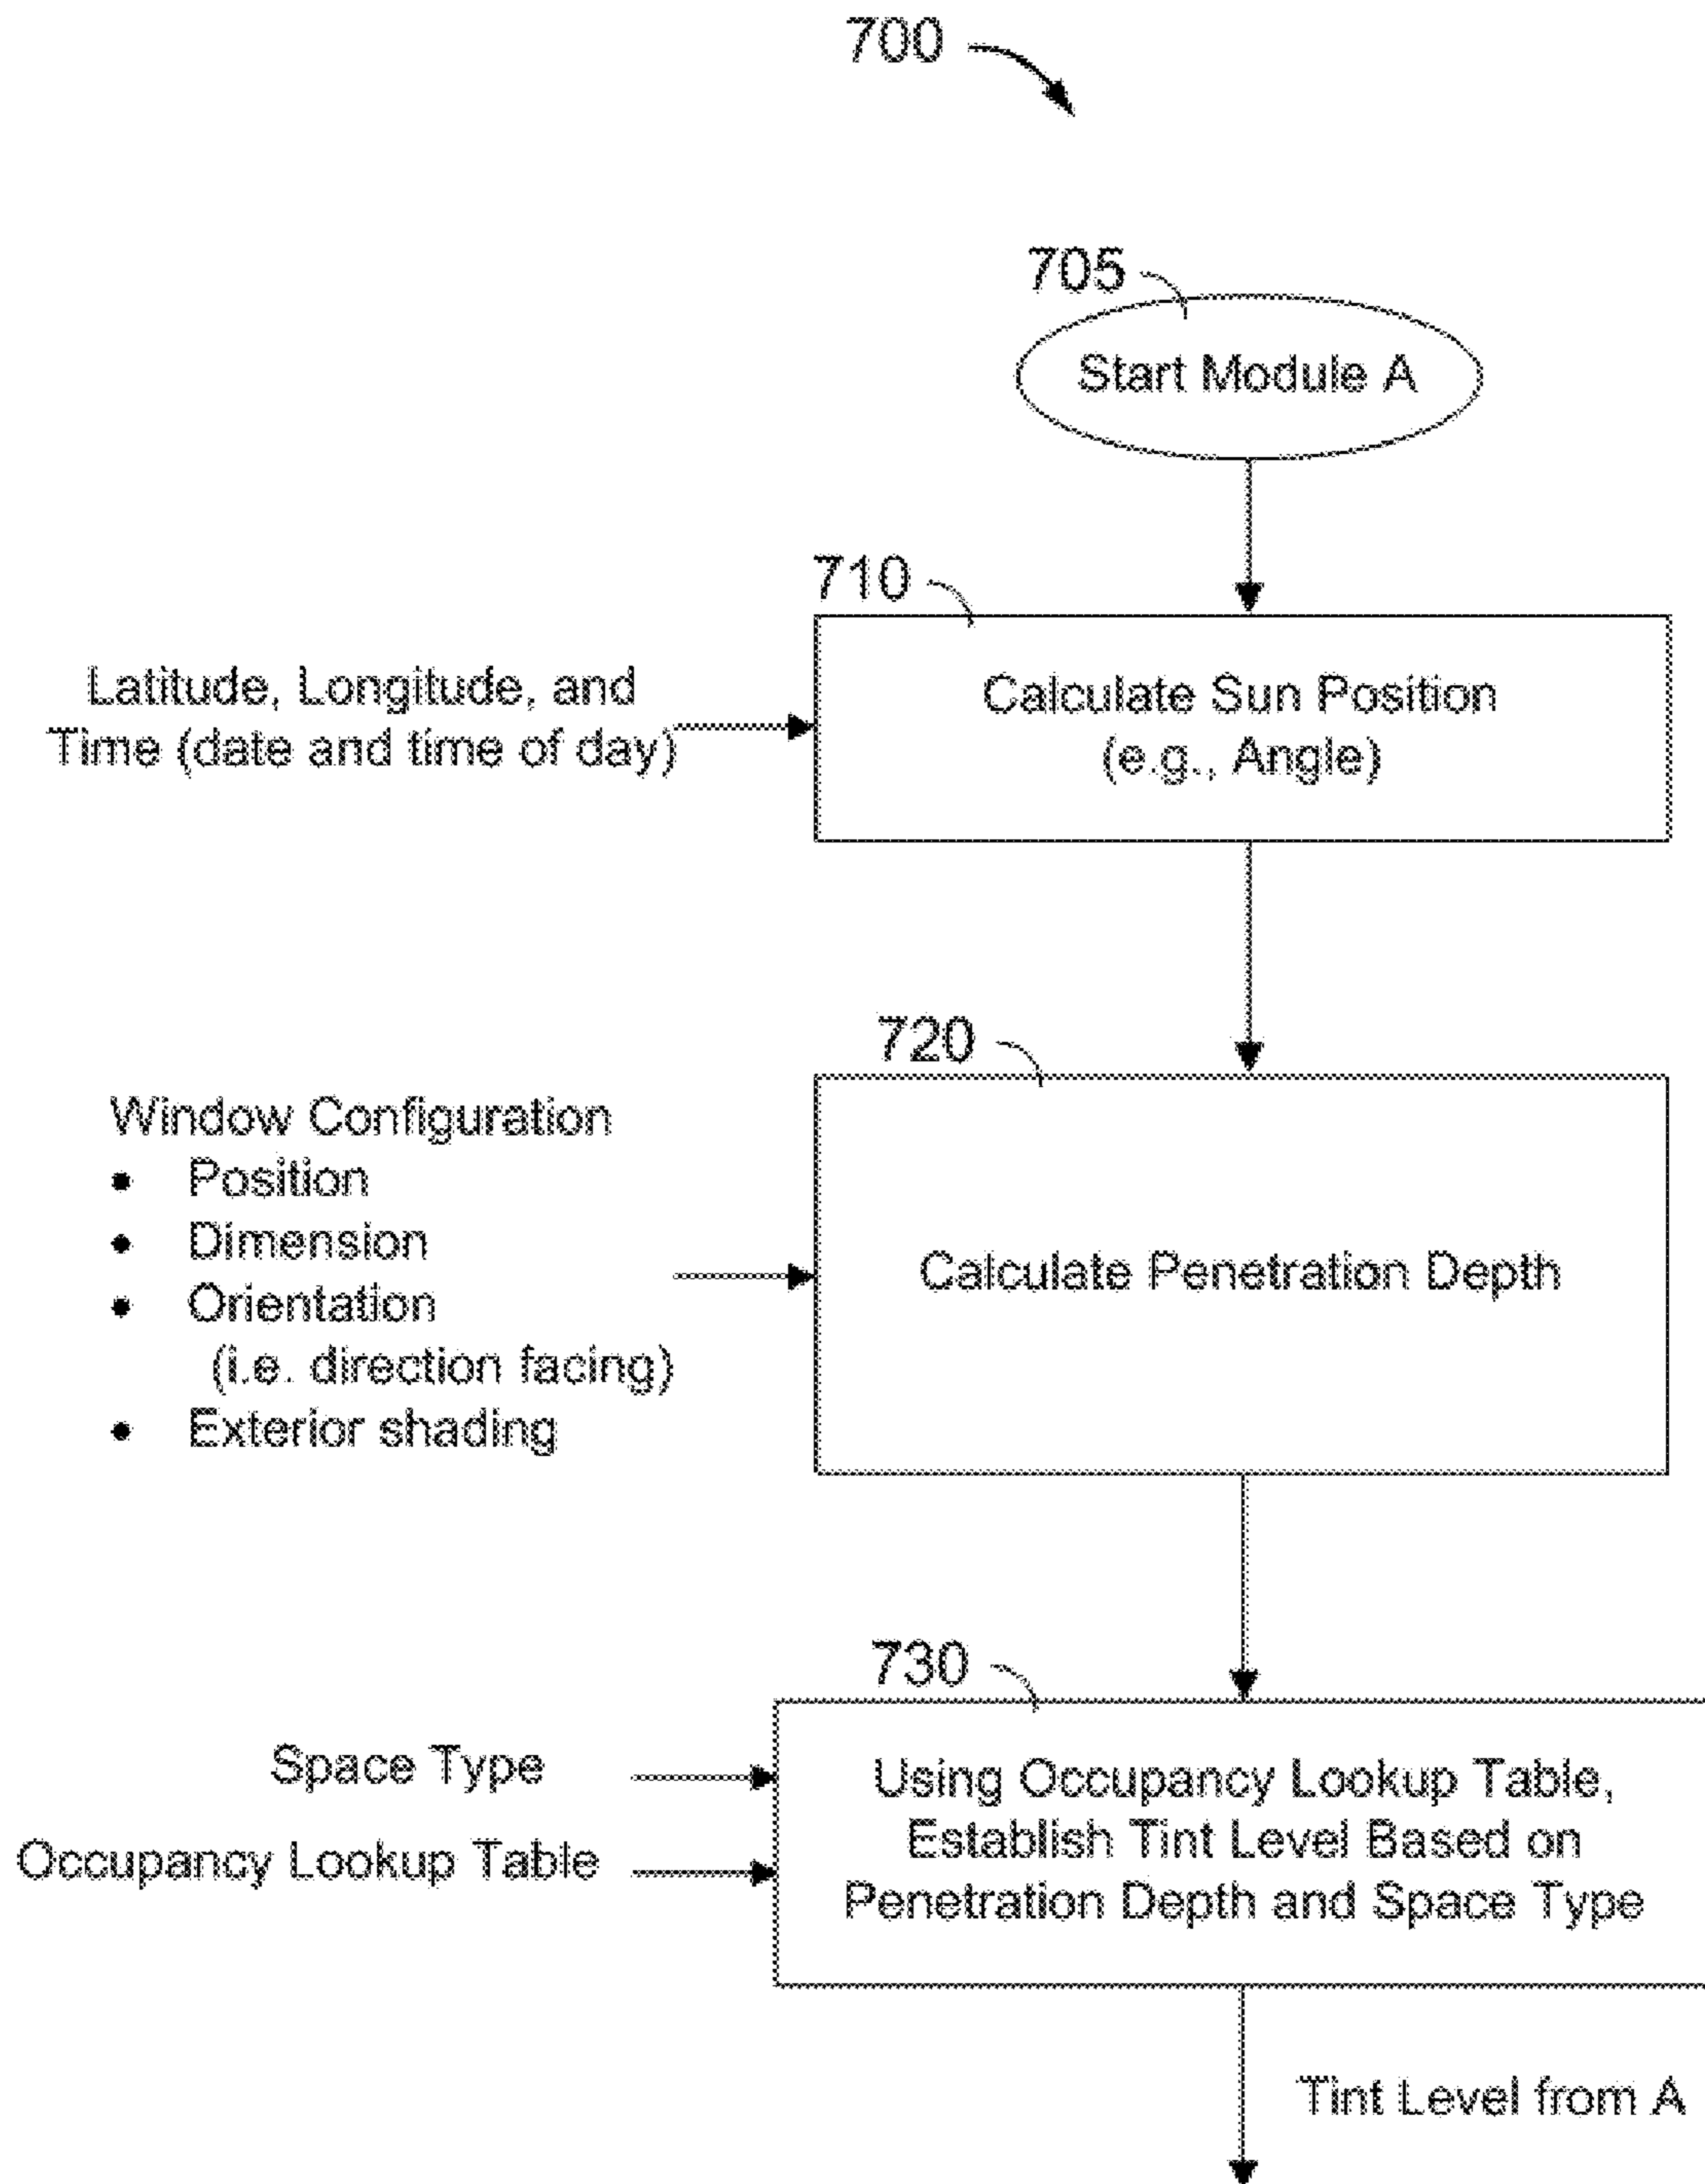 700
705
Start Module A
710
Latitude, Longitude, and
Time (date and time of day)
Calculate Sun Position
(e.g., Angle)
720
Window Configuration
• Position
• Dimension
• Orientation
(i.e. direction facing)
• Exterior shading
Calculate Penetration Depth
730
Space Type
Occupancy Lookup Table
Using Occupancy Lookup Table,
Establish Tint Level Based on
Penetration Depth and Space Type
Tint Level from A